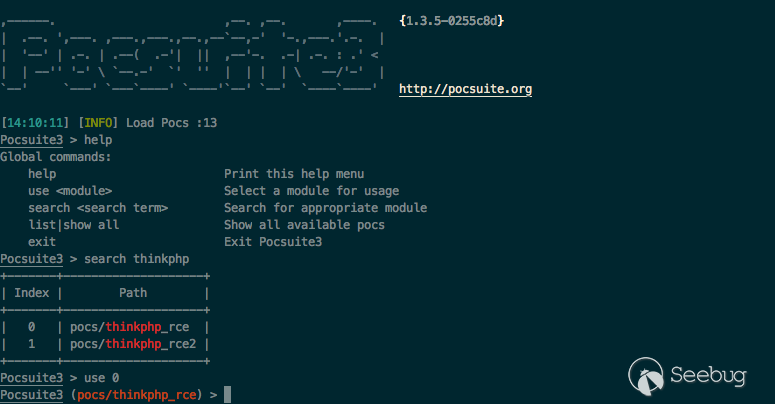 {1.3.5-0255c8d}
http://pocsuite.org
[14:10:11] [INFO] Load Pocs :13
Pocsuite3 > help
Global commands:
help Print this help menu
use <module> Select a module for usage
search <search term> Search for appropriate module
list|show all Show all available pocs
exit Exit Pocsuite3
Pocsuite3 > search thinkphp
| Index | Path |
| 0 | pocs/thinkphp_rce |
| 1 | pocs/thinkphp_rce2 |
Pocsuite3 > use 0
Pocsuite3 (pocs/thinkphp_rce) >
Seebug